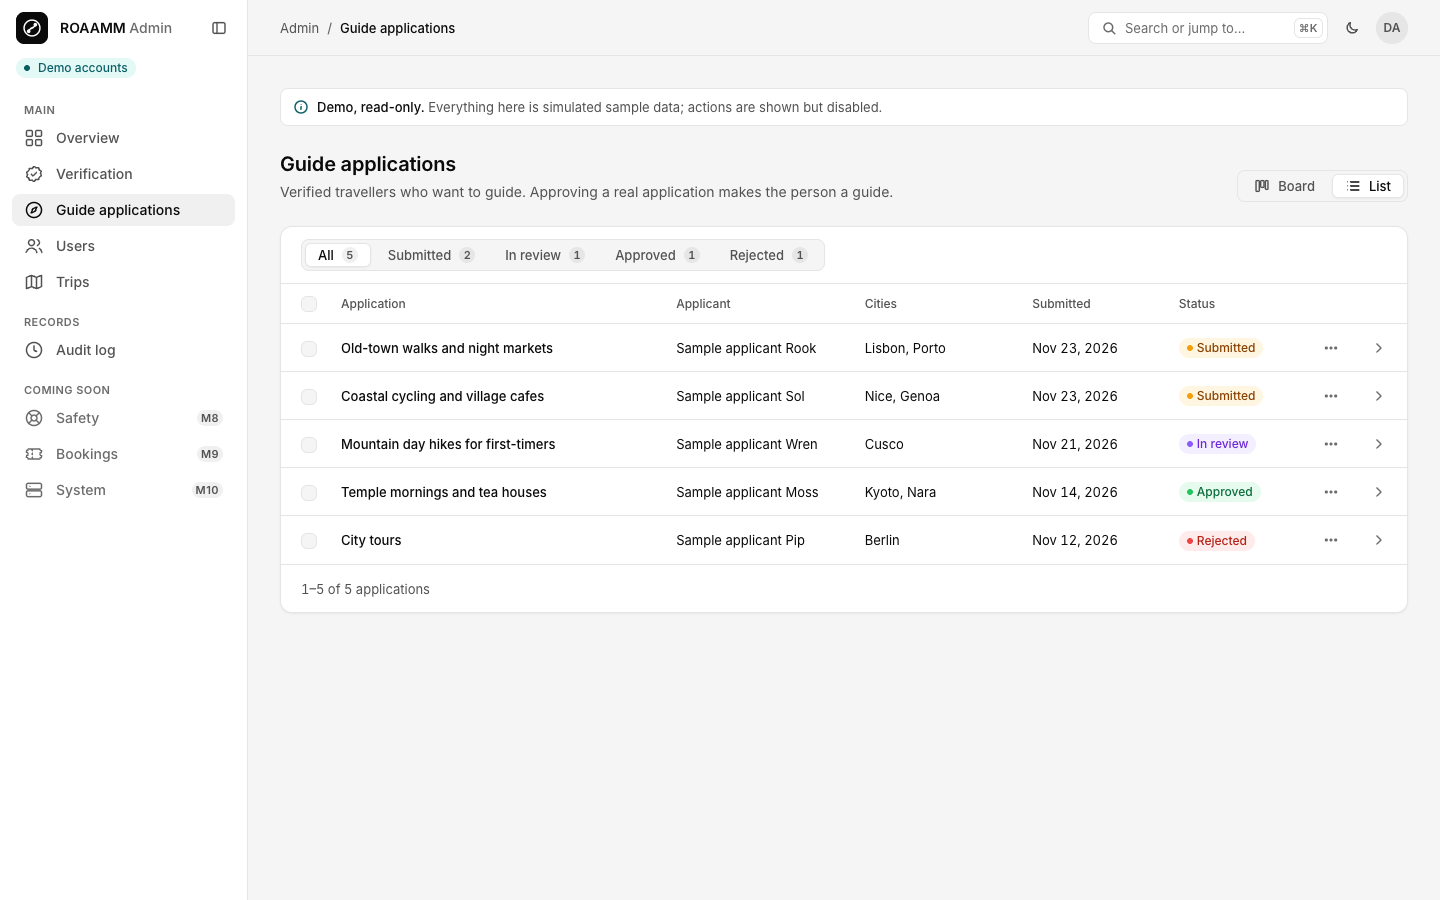 ROAAMM Admin
Demo accounts
MAIN
Overview
Verification
Guide applications
Users
Trips
RECORDS
Audit log
COMING SOON
Safety M8
Bookings M9
System M10
Admin / Guide applications
Search or jump to... ⌘K
DA
Demo, read-only. Everything here is simulated sample data; actions are shown but disabled.
Guide applications
Verified travellers who want to guide. Approving a real application makes the person a guide.
Board List
All 5 Submitted 2 In review 1 Approved 1 Rejected 1
Application Applicant Cities Submitted Status
Old-town walks and night markets Sample applicant Rook Lisbon, Porto Nov 23, 2026 Submitted
Coastal cycling and village cafes Sample applicant Sol Nice, Genoa Nov 23, 2026 Submitted
Mountain day hikes for first-timers Sample applicant Wren Cusco Nov 21, 2026 In review
Temple mornings and tea houses Sample applicant Moss Kyoto, Nara Nov 14, 2026 Approved
City tours Sample applicant Pip Berlin Nov 12, 2026 Rejected
1–5 of 5 applications